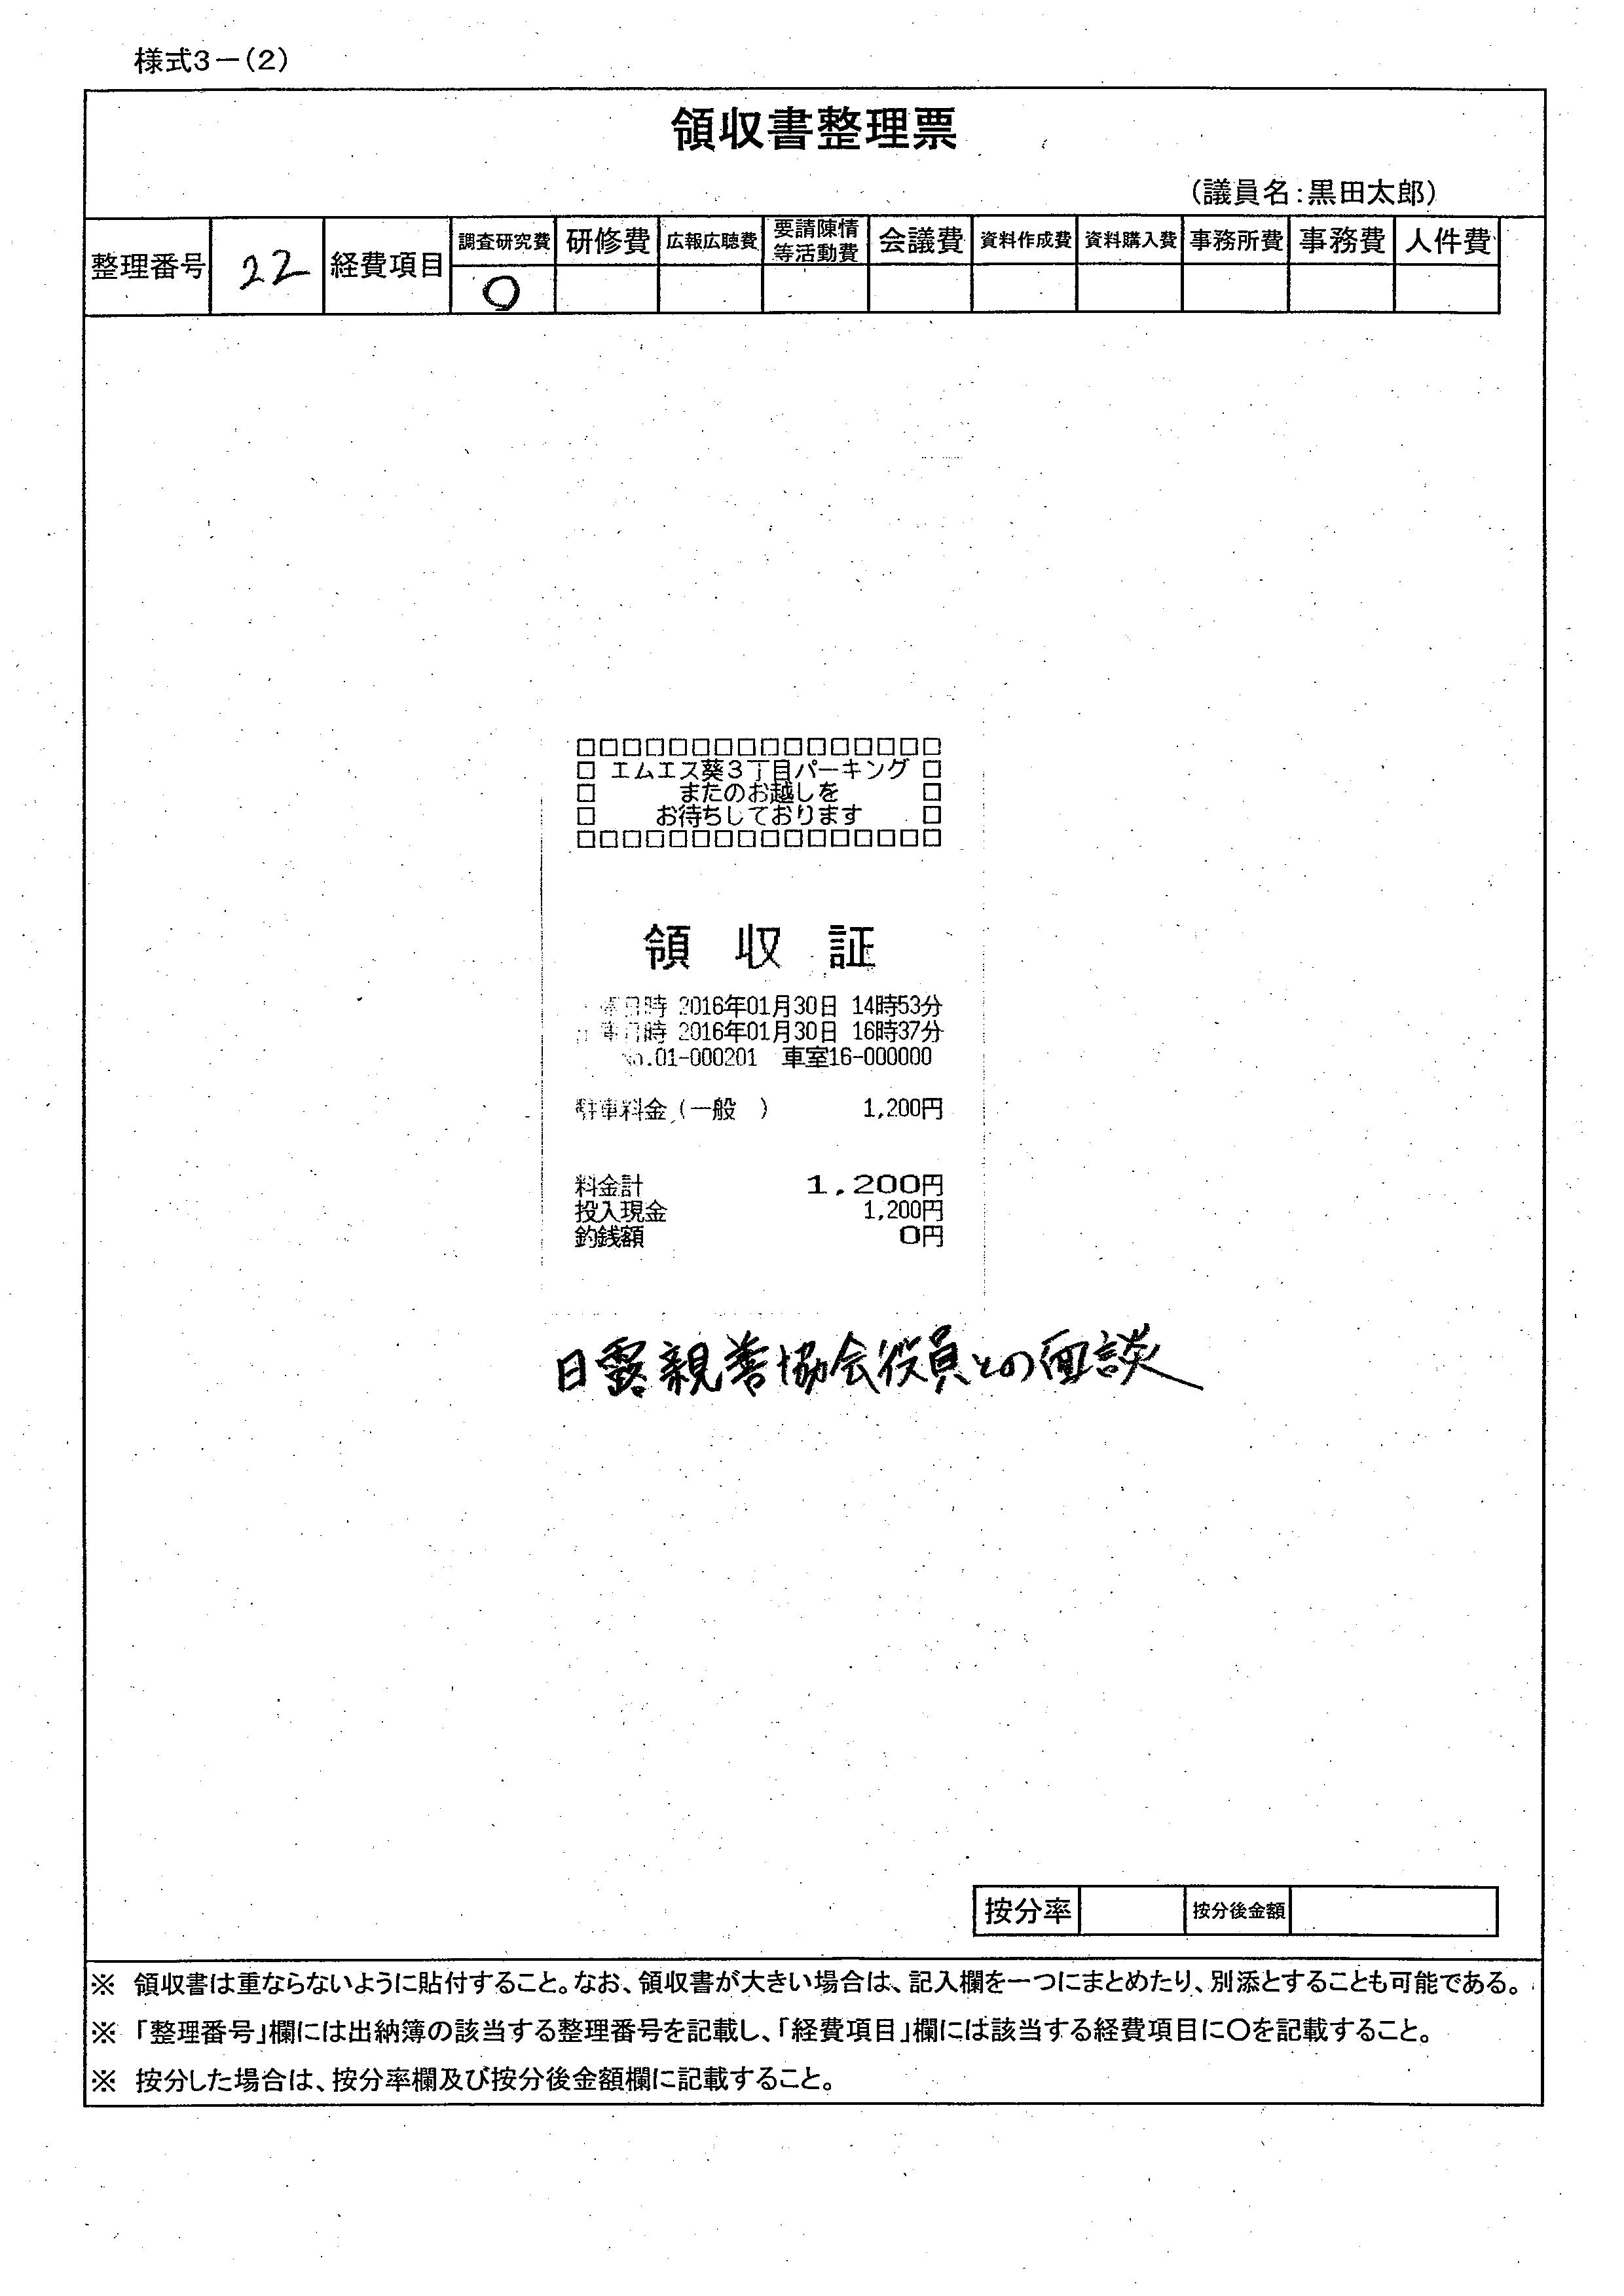 様式3－(2)
領収書整理票
(議員名:黒田太郎)
整理番号 22 経費項目 調査研究費 研修費 広報広聴費 要請陳情等活動費 会議費 資料作成費 資料購入費 事務所費 事務費 人件費
○
□□□□□□□□□□□□□□□□
□ エムエス葵3丁目パーキング □
□ またのお越しを □
□ お待ちしております □
□□□□□□□□□□□□□□□□
領収証
日時 2016年01月30日 14時53分
車日時 2016年01月30日 16時37分
No.01-000201 車室16-000000
駐車料金(一般 ) 1,200円
料金計 1,200円
投入現金 1,200円
釣銭額 0円
日露親善協会役員との面談
按分率 按分後金額
※ 領収書は重ならないように貼付すること。なお、領収書が大きい場合は、記入欄を一つにまとめたり、別添とすることも可能である。
※ 「整理番号」欄には出納簿の該当する整理番号を記載し、「経費項目」欄には該当する経費項目に○を記載すること。
※ 按分した場合は、按分率欄及び按分後金額欄に記載すること。